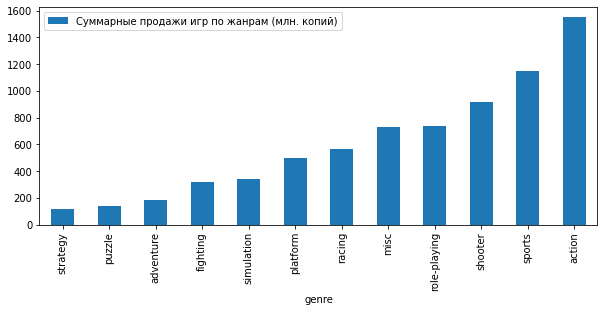 Суммарные продажи игр по жанрам (млн. копий)
1600
1400
1200
1000
800
600
400
200
0
strategy
puzzle
adventure
fighting
simulation
platform
racing
misc
role-playing
shooter
sports
action
genre